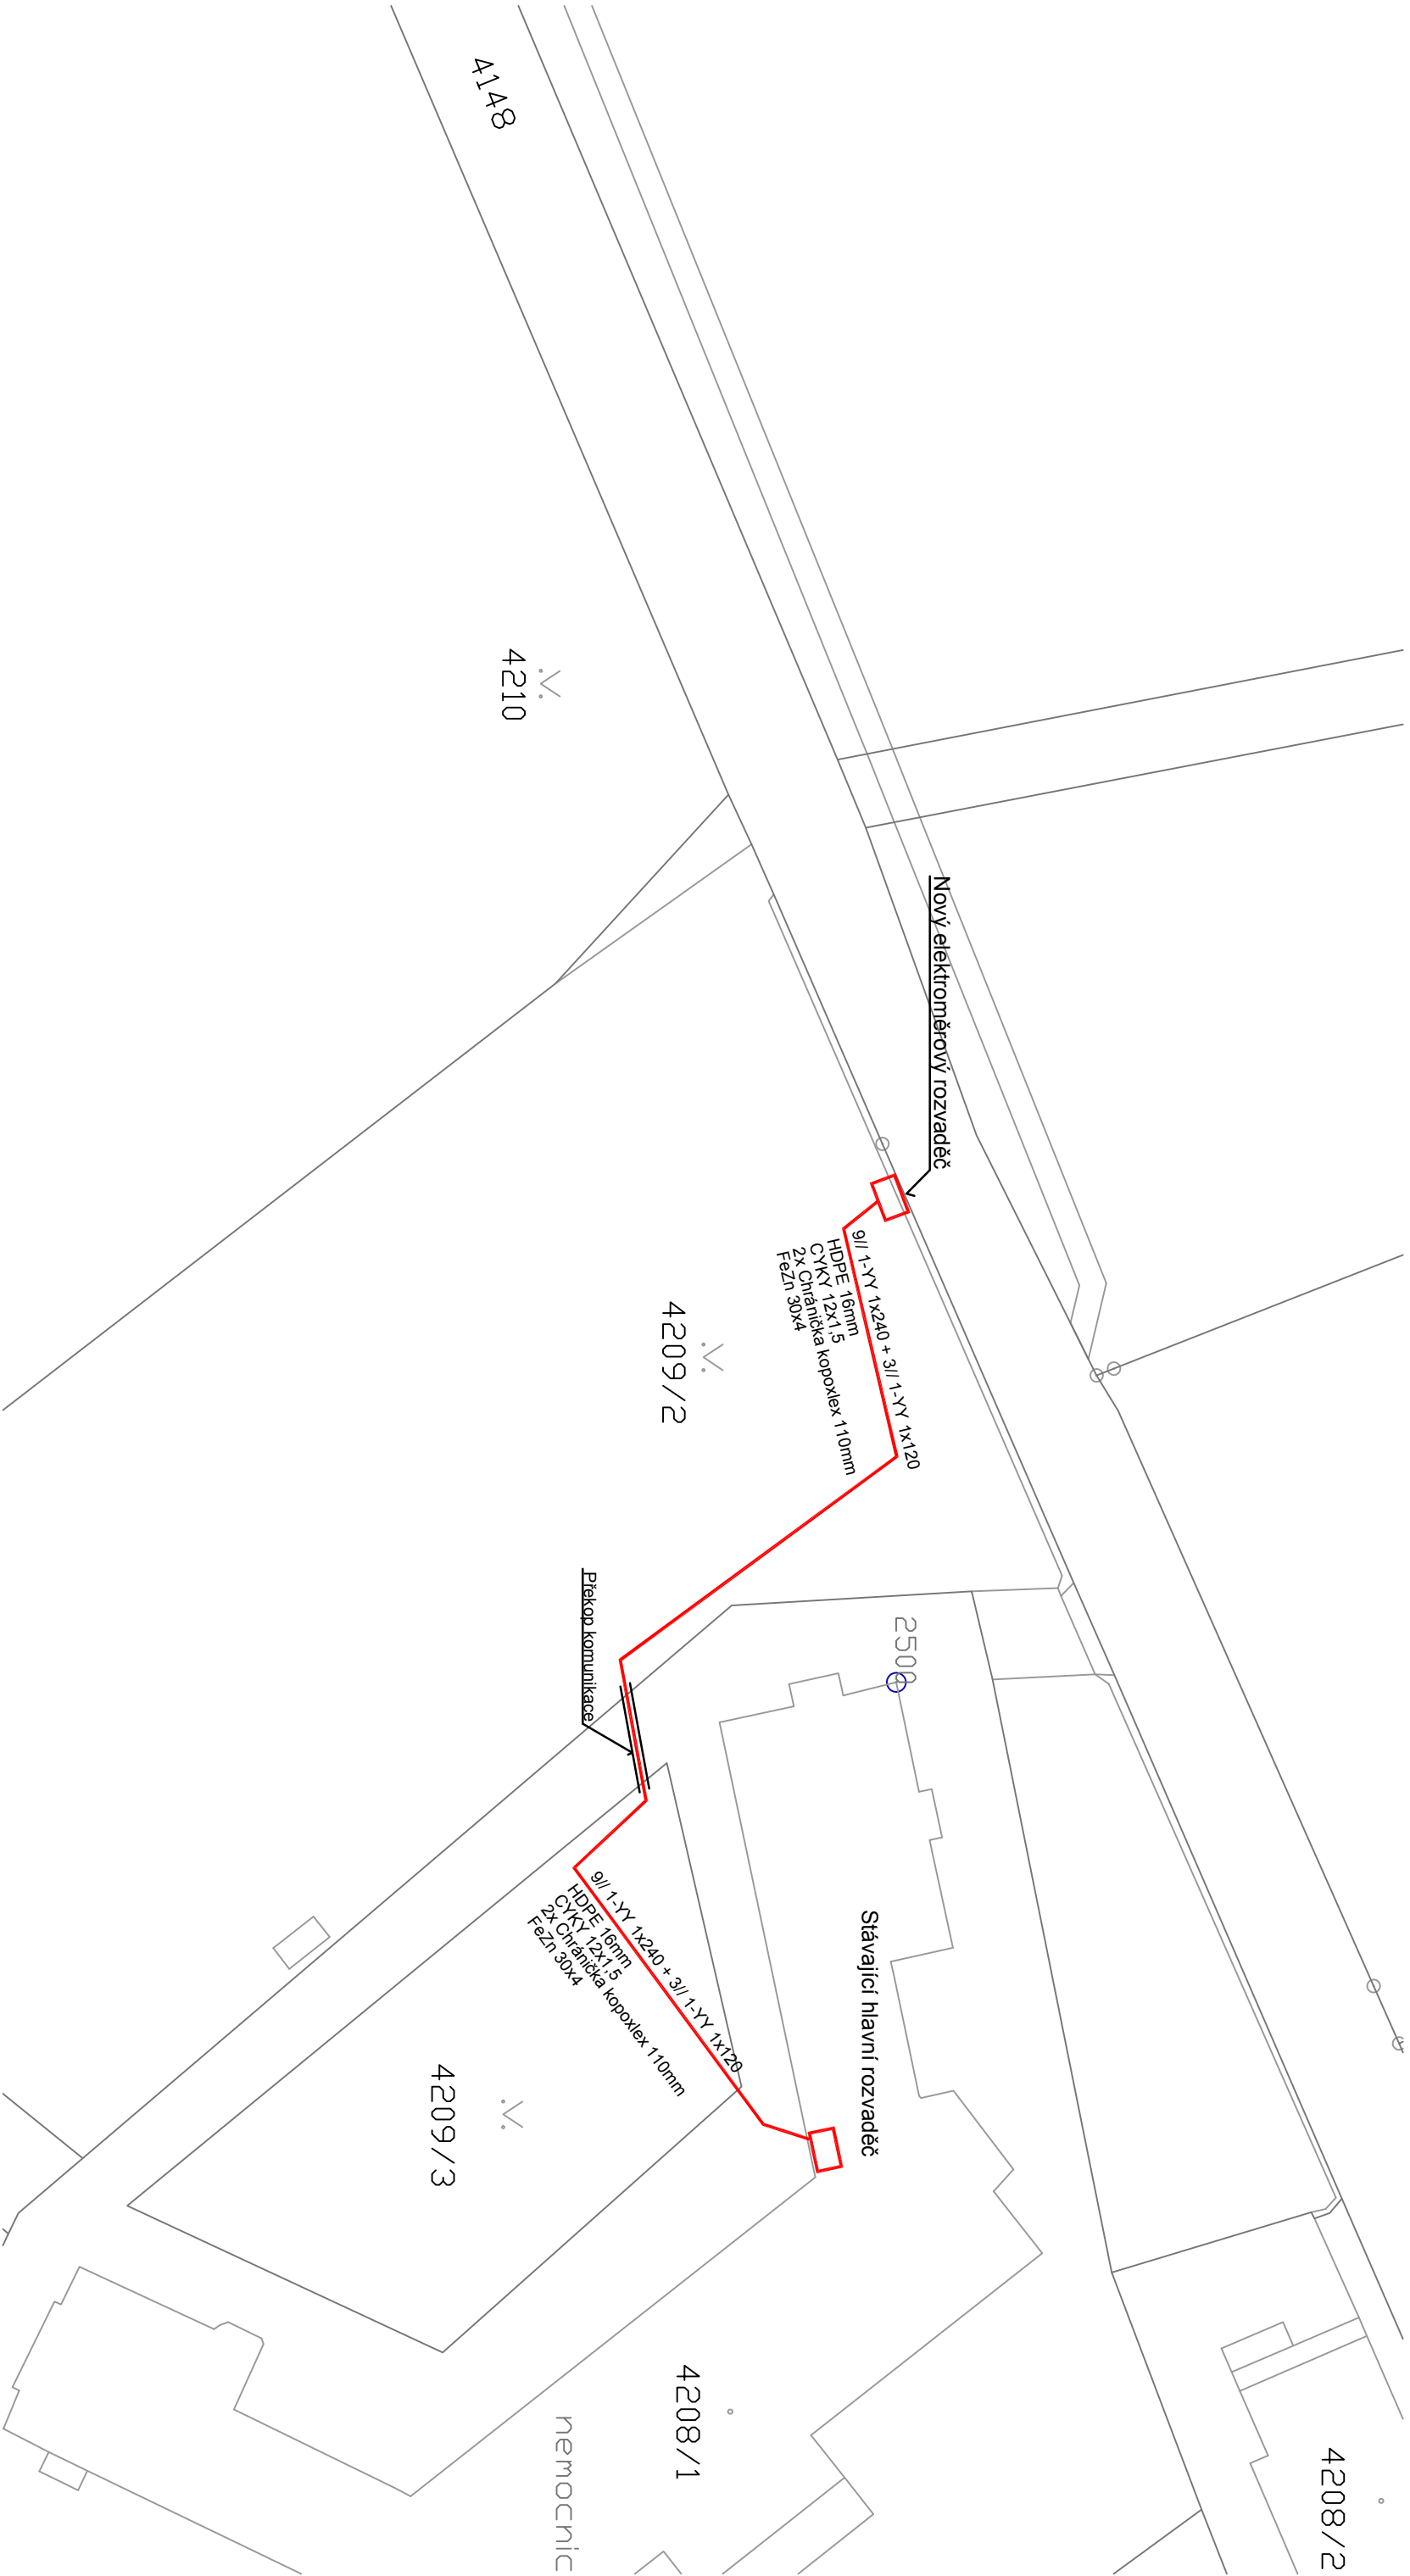 4148
4210
Nový elektroměrový rozvaděč
9// 1-YY 1x240 + 3// 1-YY 1x120
HDPE 16mm
CYKY 12x1,5
2x Chránička kopoxlex 110mm
FeZn 30x4
4209/2
Překop komunikace
2500
9// 1-YY 1x240 + 3// 1-YY 1x120
HDPE 16mm
CYKY 12x1,5
2x Chránička kopoxlex 110mm
FeZn 30x4
Stávající hlavní rozvaděč
4209/3
4208/1
nemocnic
4208/2